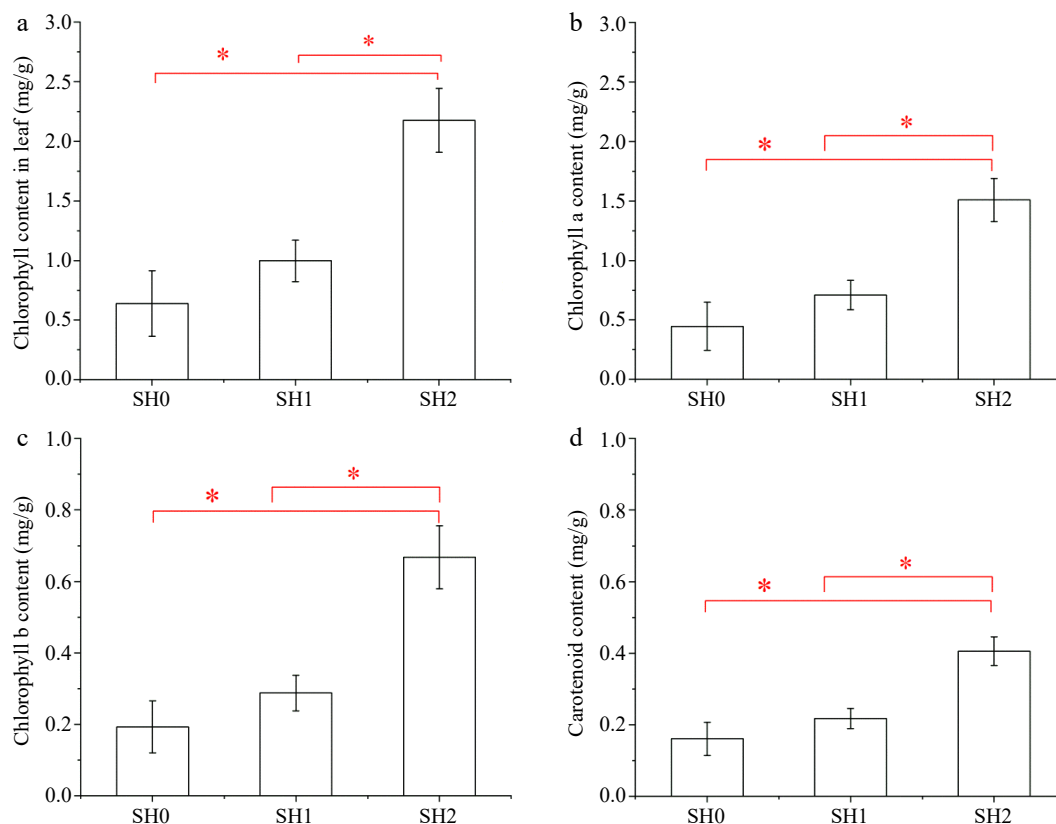 a
Chlorophyll content in leaf (mg/g)
3.0
2.5
2.0
1.5
1.0
0.5
0.0
*
*
SH0 SH1 SH2
b
Chlorophyll a content (mg/g)
3.0
2.5
2.0
1.5
1.0
0.5
0.0
*
*
SH0 SH1 SH2
c
Chlorophyll b content (mg/g)
1.0
0.8
0.6
0.4
0.2
0.0
*
*
SH0 SH1 SH2
d
Carotenoid content (mg/g)
1.0
0.8
0.6
0.4
0.2
0.0
*
*
SH0 SH1 SH2